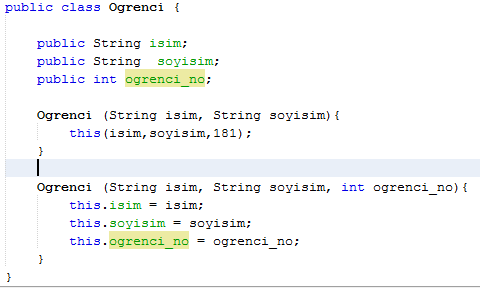 public class Ogrenci {
public String isim;
public String  soyisim;
public int ogrenci_no;
Ogrenci (String isim, String soyisim){
this(isim,soyisim,181);
}
Ogrenci (String isim, String soyisim, int ogrenci_no){
this.isim = isim;
this.soyisim = soyisim;
this.ogrenci_no = ogrenci_no;
}
}